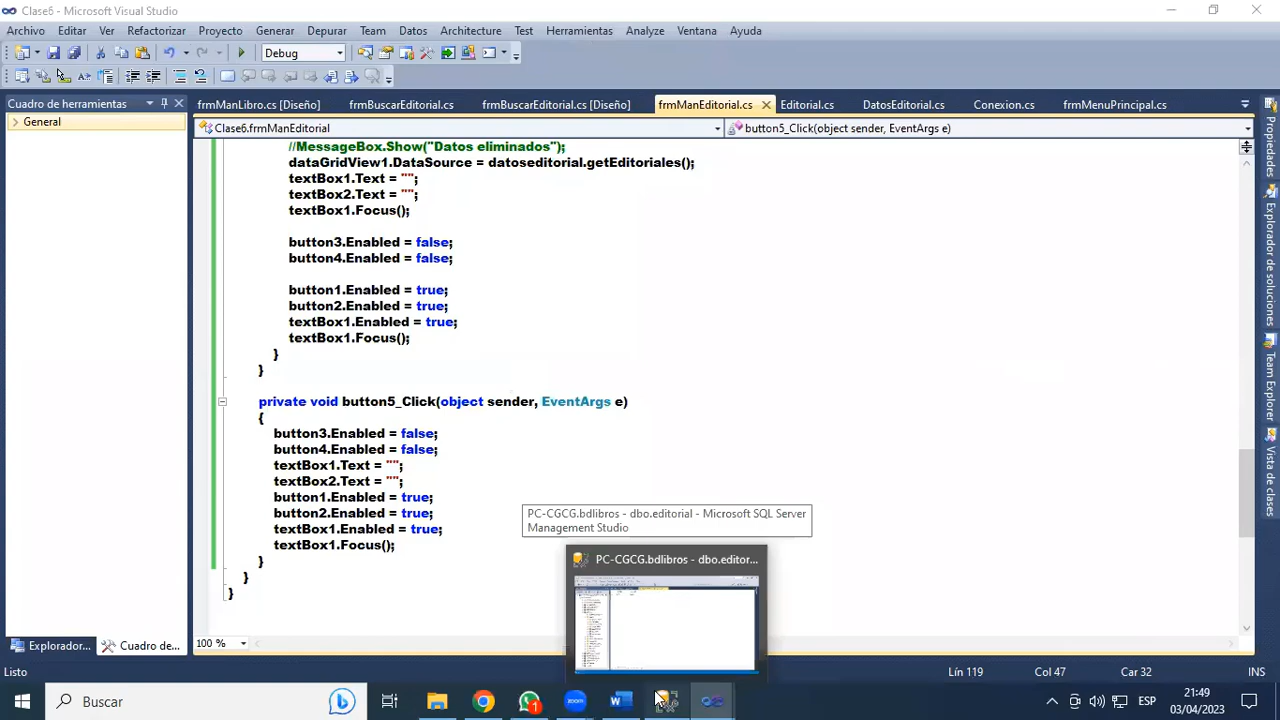 Clase6 - Microsoft Visual Studio
Archivo Editar Ver Refactorizar Proyecto Generar Depurar Team Datos Architecture Test Herramientas Analyze Ventana Ayuda
Debug
Cuadro de herramientas
frmManLibro.cs [Diseño] frmBuscarEditorial.cs frmBuscarEditorial.cs [Diseño] frmManEditorial.cs Editorial.cs DatosEditorial.cs Conexion.cs frmMenuPrincipal.cs
General
Clase6.frmManEditorial button5_Click(object sender, EventArgs e)
//MessageBox.Show("Datos eliminados");
dataGridView1.DataSource = datoseditorial.getEditoriales();
textBox1.Text = "";
textBox2.Text = "";
textBox1.Focus();
button3.Enabled = false;
button4.Enabled = false;
button1.Enabled = true;
button2.Enabled = true;
textBox1.Enabled = true;
textBox1.Focus();
}
}
private void button5_Click(object sender, EventArgs e)
{
button3.Enabled = false;
button4.Enabled = false;
textBox1.Text = "";
textBox2.Text = "";
button1.Enabled = true;
button2.Enabled = true;
textBox1.Enabled = true;
textBox1.Focus();
}
}
}
PC-CGCG.bdlibros - dbo.editorial - Microsoft SQL Server
Management Studio
PC-CGCG.bdlibros - dbo.editor...
Propiedades
Explorador de soluciones
Team Explorer
Vista de clases
100 %
Explorador... Cuadro de...
Listo Lín 119 Col 47 Car 32 INS
Buscar
zoom
1
ESP
21:49
03/04/2023